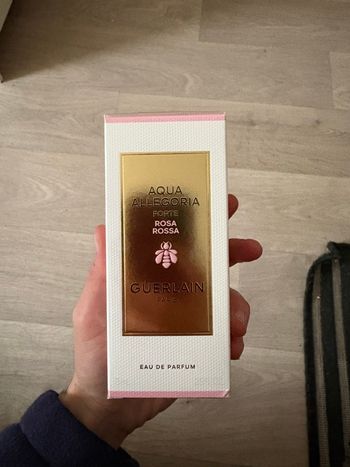 AQUA
ALLEGORIA
FORTE
ROSA
ROSSA
GUERLAIN
PARIS
EAU DE PARFUM